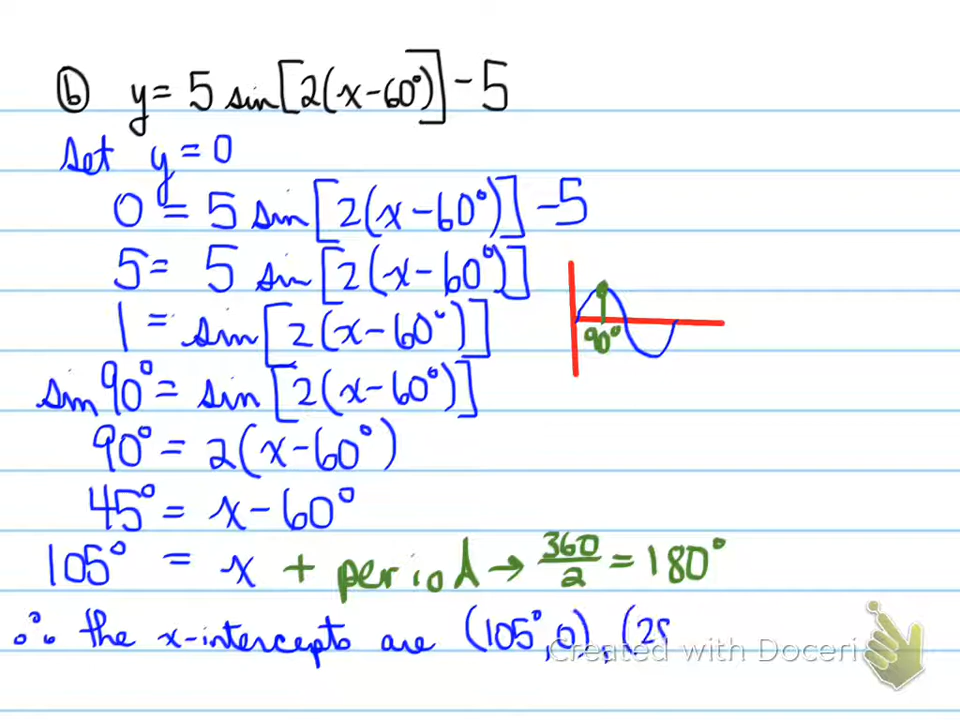 ⓑ y = 5 sin[2(x-60°)] - 5
Set y = 0
0 = 5 sin[2(x-60°)] - 5
5 = 5 sin[2(x-60°)]
1 = sin[2(x-60°)]
90°
sin 90° = sin[2(x-60°)]
90° = 2(x-60°)
45° = x - 60°
105° = x + period → 360/2 = 180°
∴ the x-intercepts are (105°, 0), (28
Created with Doceri